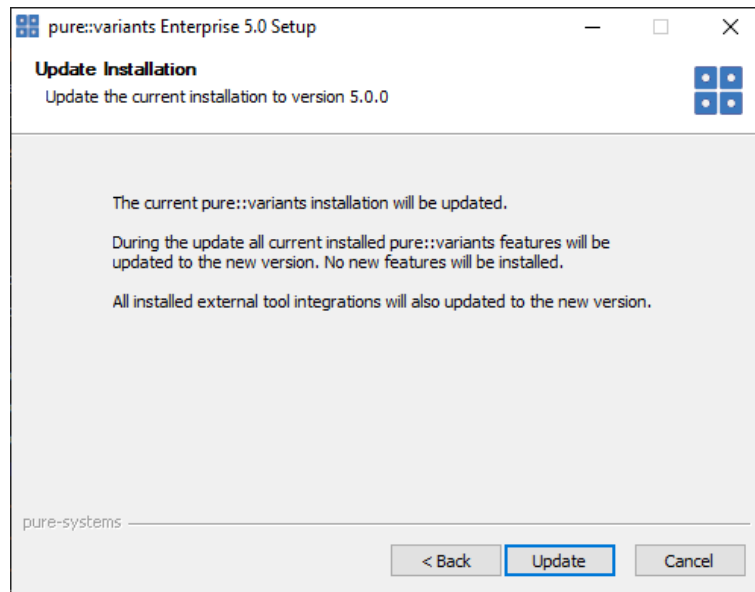 pure::variants Enterprise 5.0 Setup
Update Installation
Update the current installation to version 5.0.0
The current pure::variants installation will be updated.
During the update all current installed pure::variants features will be
updated to the new version. No new features will be installed.
All installed external tool integrations will also updated to the new version.
pure-systems
< Back
Update
Cancel